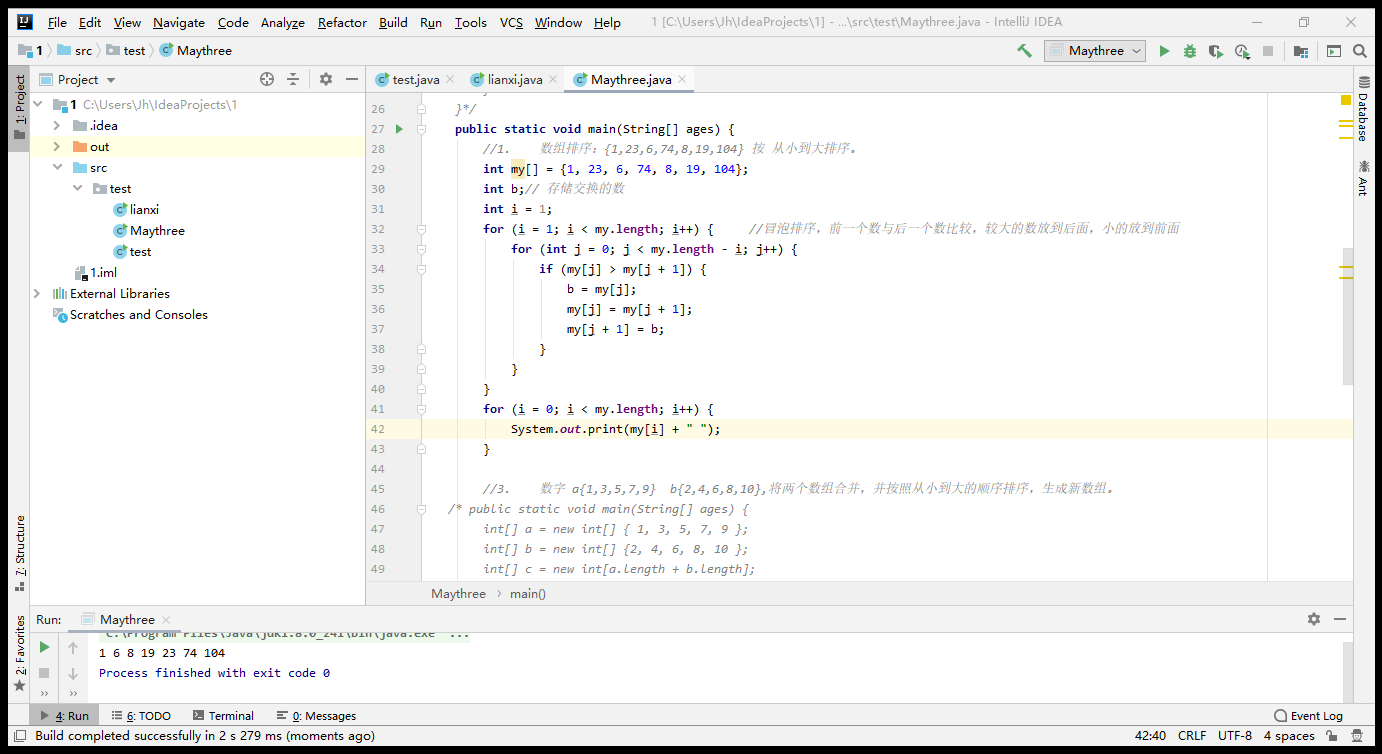 File Edit View Navigate Code Analyze Refactor Build Run Tools VCS Window Help 1 [C:\Users\Jh\IdeaProjects\1] - ...\src\test\Maythree.java - IntelliJ IDEA
1 src test Maythree Maythree
Project
test.java lianxi.java Maythree.java
1: Project
1 C:\Users\Jh\IdeaProjects\1
.idea
out
src
test
lianxi
Maythree
test
1.iml
External Libraries
Scratches and Consoles
26 }*/
27 public static void main(String[] ages) {
28 //1. 数组排序：{1,23,6,74,8,19,104} 按 从小到大排序。
29 int my[] = {1, 23, 6, 74, 8, 19, 104};
30 int b;// 存储交换的数
31 int i = 1;
32 for (i = 1; i < my.length; i++) { //冒泡排序，前一个数与后一个数比较，较大的数放到后面，小的放到前面
33 for (int j = 0; j < my.length - i; j++) {
34 if (my[j] > my[j + 1]) {
35 b = my[j];
36 my[j] = my[j + 1];
37 my[j + 1] = b;
38 }
39 }
40 }
41 for (i = 0; i < my.length; i++) {
42 System.out.print(my[i] + " ");
43 }
44
45 //3. 数字 a{1,3,5,7,9} b{2,4,6,8,10},将两个数组合并，并按照从小到大的顺序排序，生成新数组。
46 /* public static void main(String[] ages) {
47 int[] a = new int[] { 1, 3, 5, 7, 9 };
48 int[] b = new int[] {2, 4, 6, 8, 10 };
49 int[] c = new int[a.length + b.length];
Maythree main()
Database
Ant
7: Structure
2: Favorites
Run: Maythree
"C:\Program Files\Java\jdk1.8.0_241\bin\java.exe" ...
1 6 8 19 23 74 104
Process finished with exit code 0
4: Run 6: TODO Terminal 0: Messages Event Log
Build completed successfully in 2 s 279 ms (moments ago) 42:40 CRLF UTF-8 4 spaces